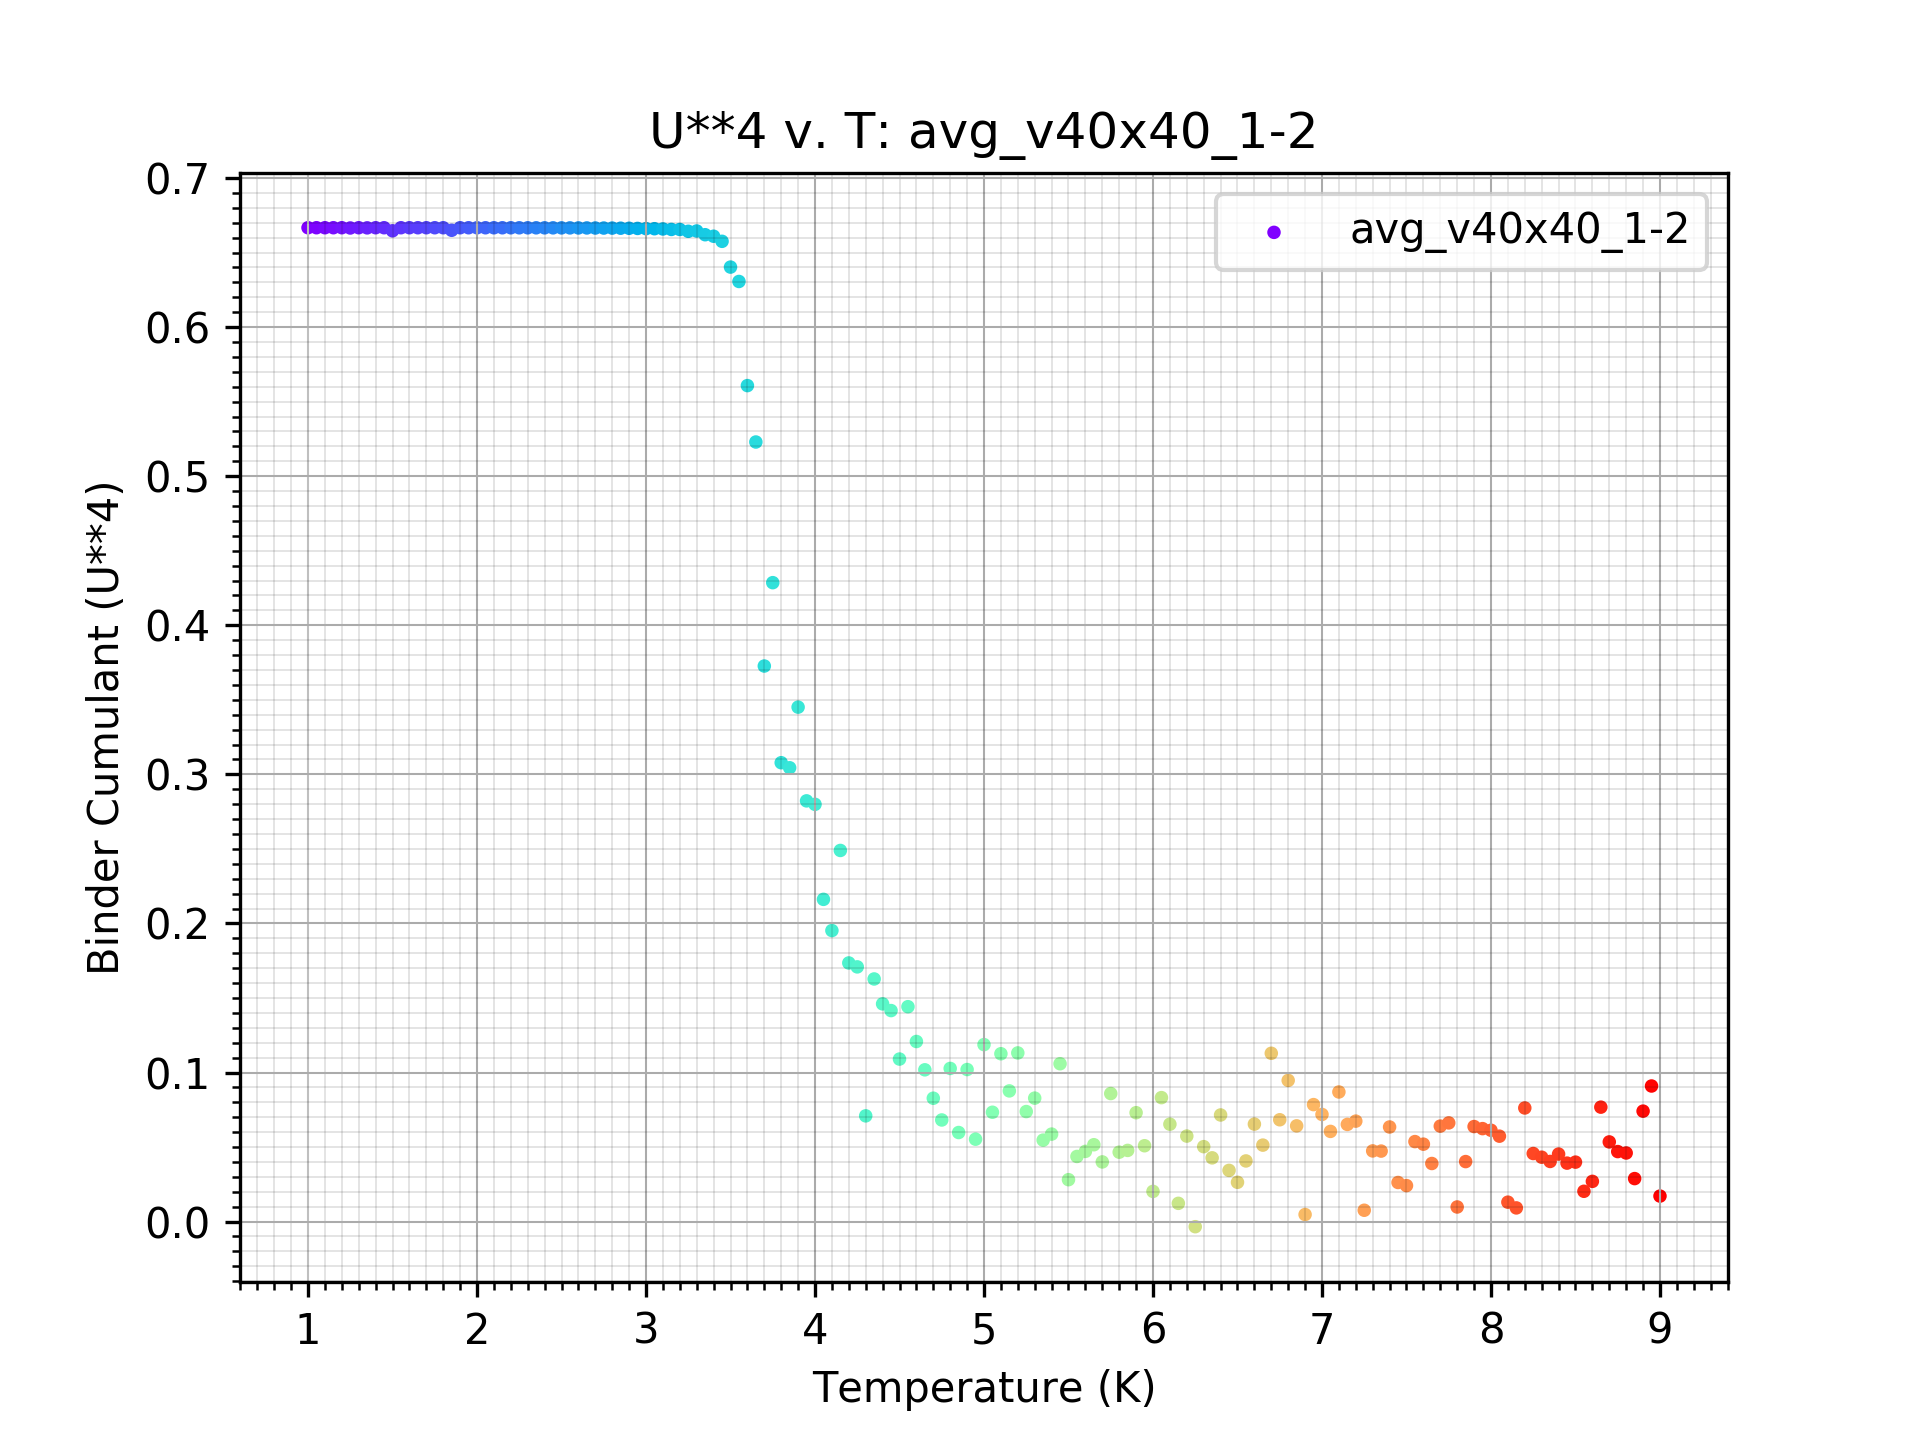 U**4 v. T: avg_v40x40_1-2
avg_v40x40_1-2
Binder Cumulant (U**4)
0.7
0.6
0.5
0.4
0.3
0.2
0.1
0.0
1 2 3 4 5 6 7 8 9
Temperature (K)